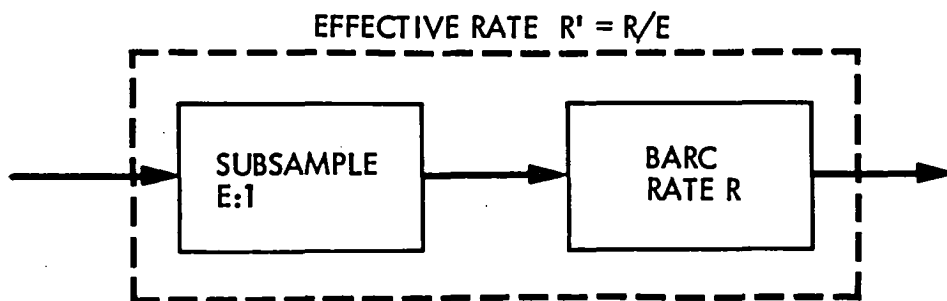 EFFECTIVE RATE R' = R/E
SUBSAMPLE
E:1
BARC
RATE R